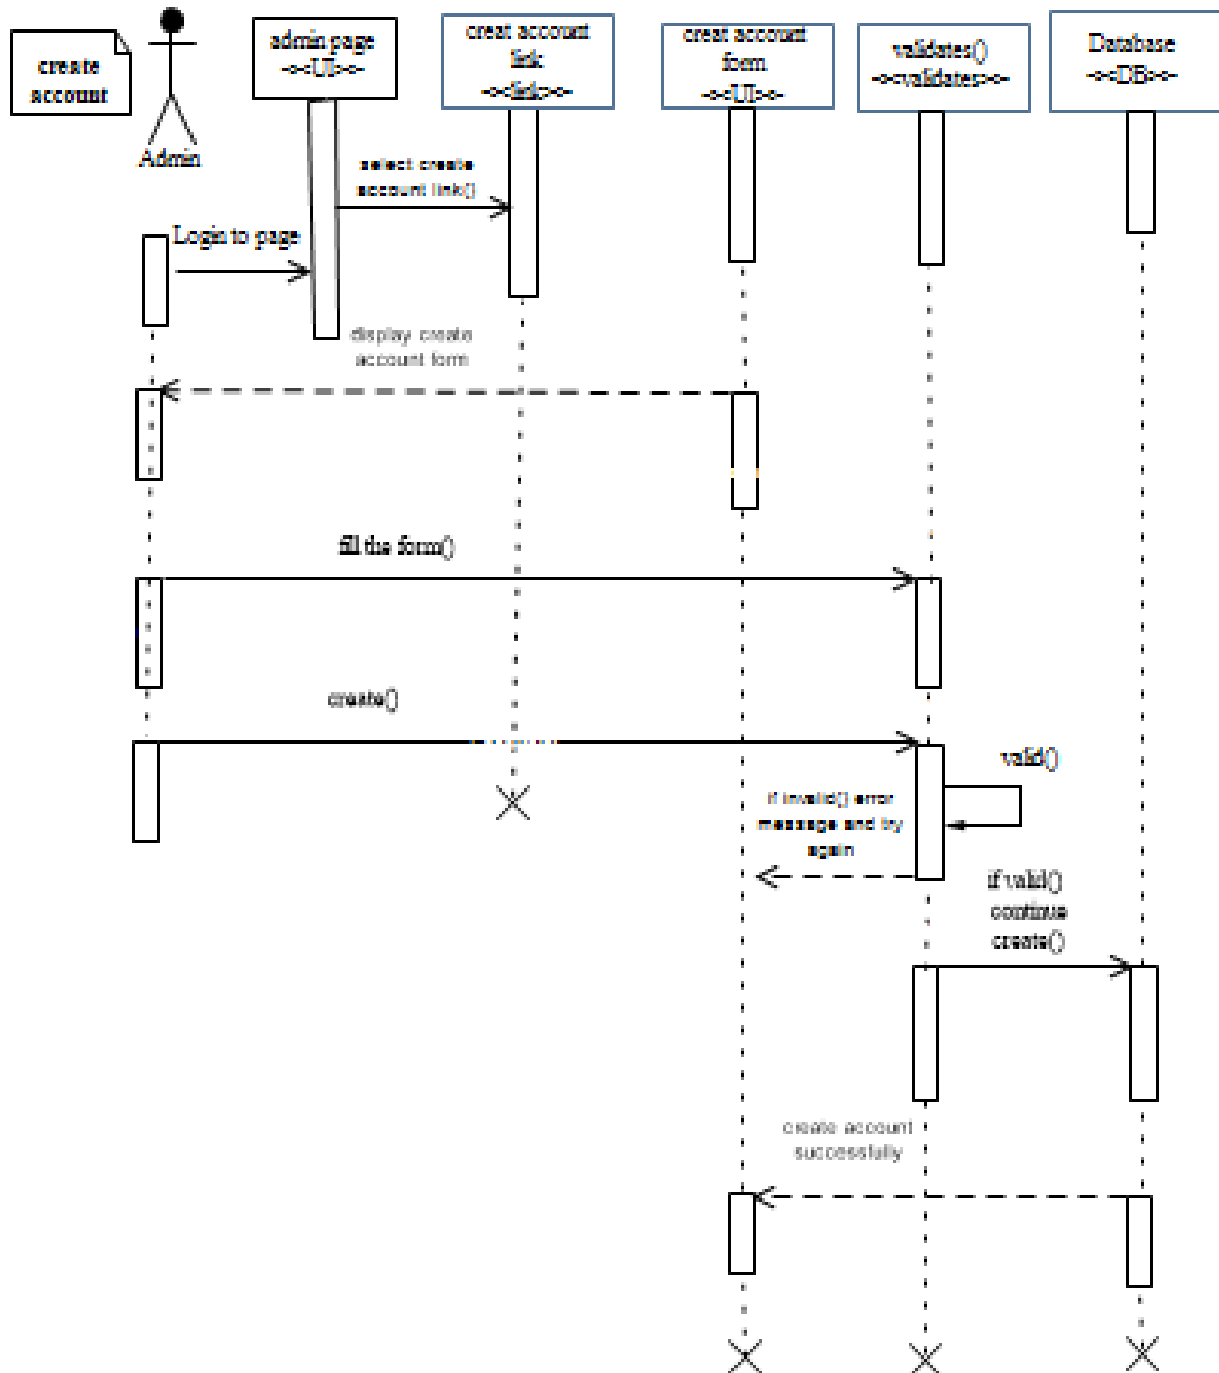 create
account
Admin
admin page
<<UI>>
creat account
link
<<link>>
creat account
foem
<<UI>>
validates()
<<validates>>
Database
<<DB>>
select create
account link()
Login to page
display create
account form
fill the form()
create()
valid()
if invalid() error
message and try
again
if valid()
continue
create()
create account
successfully